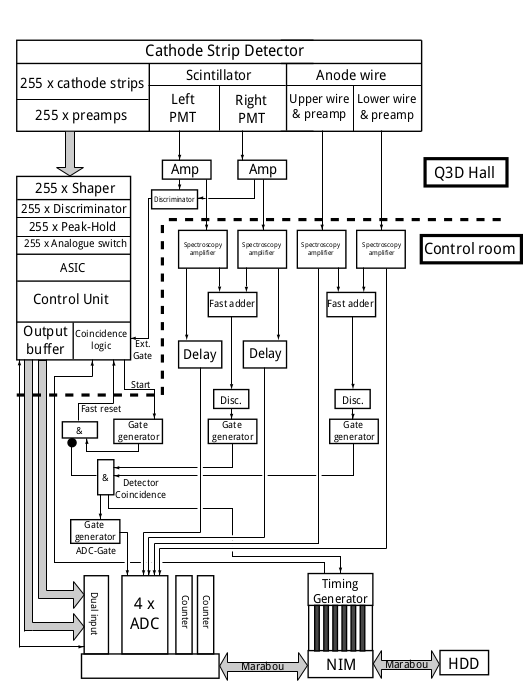 Cathode Strip Detector
255 x cathode strips
255 x preamps
Scintillator
Left
PMT
Right
PMT
Anode wire
Upper wire
& preamp
Lower wire
& preamp
Amp
Amp
Discriminator
Q3D Hall
Control room
255 x Shaper
255 x Discriminator
255 x Peak-Hold
255 x Analogue switch
ASIC
Control Unit
Output
buffer
Coincidence
logic
Ext.
Gate
Start
Spectroscopy
amplifier
Spectroscopy
amplifier
Spectroscopy
amplifier
Spectroscopy
amplifier
Fast adder
Fast adder
Delay
Delay
Disc.
Disc.
Fast reset
&
Gate
generator
Gate
generator
Gate
generator
&
Detector
Coincidence
Gate
generator
ADC-Gate
Dual input
4 x
ADC
Counter
Counter
Timing
Generator
NIM
Marabou
Marabou
HDD